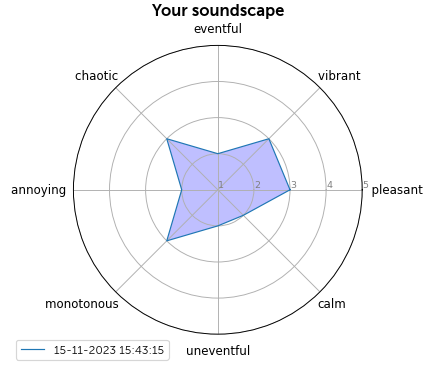 Your soundscape
eventful
chaotic
vibrant
annoying
1 2 3 4 5
pleasant
monotonous
calm
15-11-2023 15:43:15
uneventful